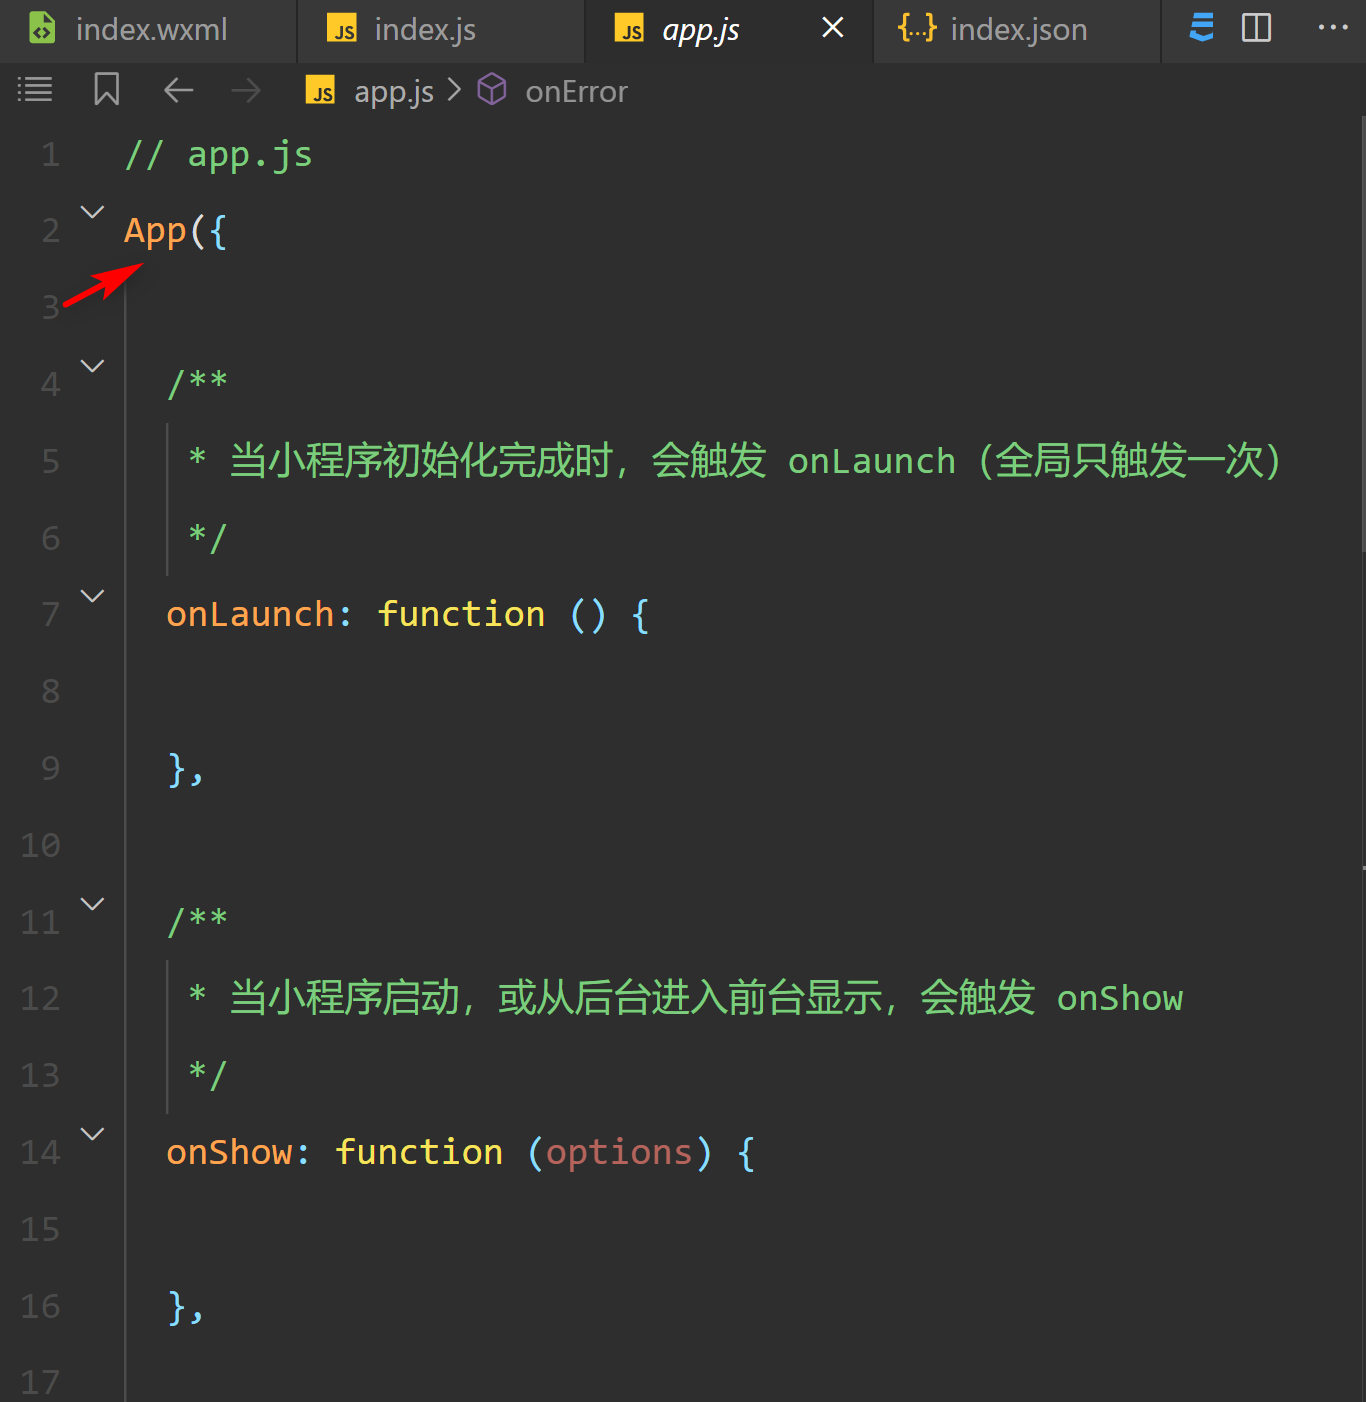 index.wxml
index.js
app.js
index.json
app.js > onError
1 // app.js
2 App({
3
4 /**
5 * 当小程序初始化完成时，会触发 onLaunch（全局只触发一次）
6 */
7 onLaunch: function () {
8
9 },
10
11 /**
12 * 当小程序启动，或从后台进入前台显示，会触发 onShow
13 */
14 onShow: function (options) {
15
16 },
17